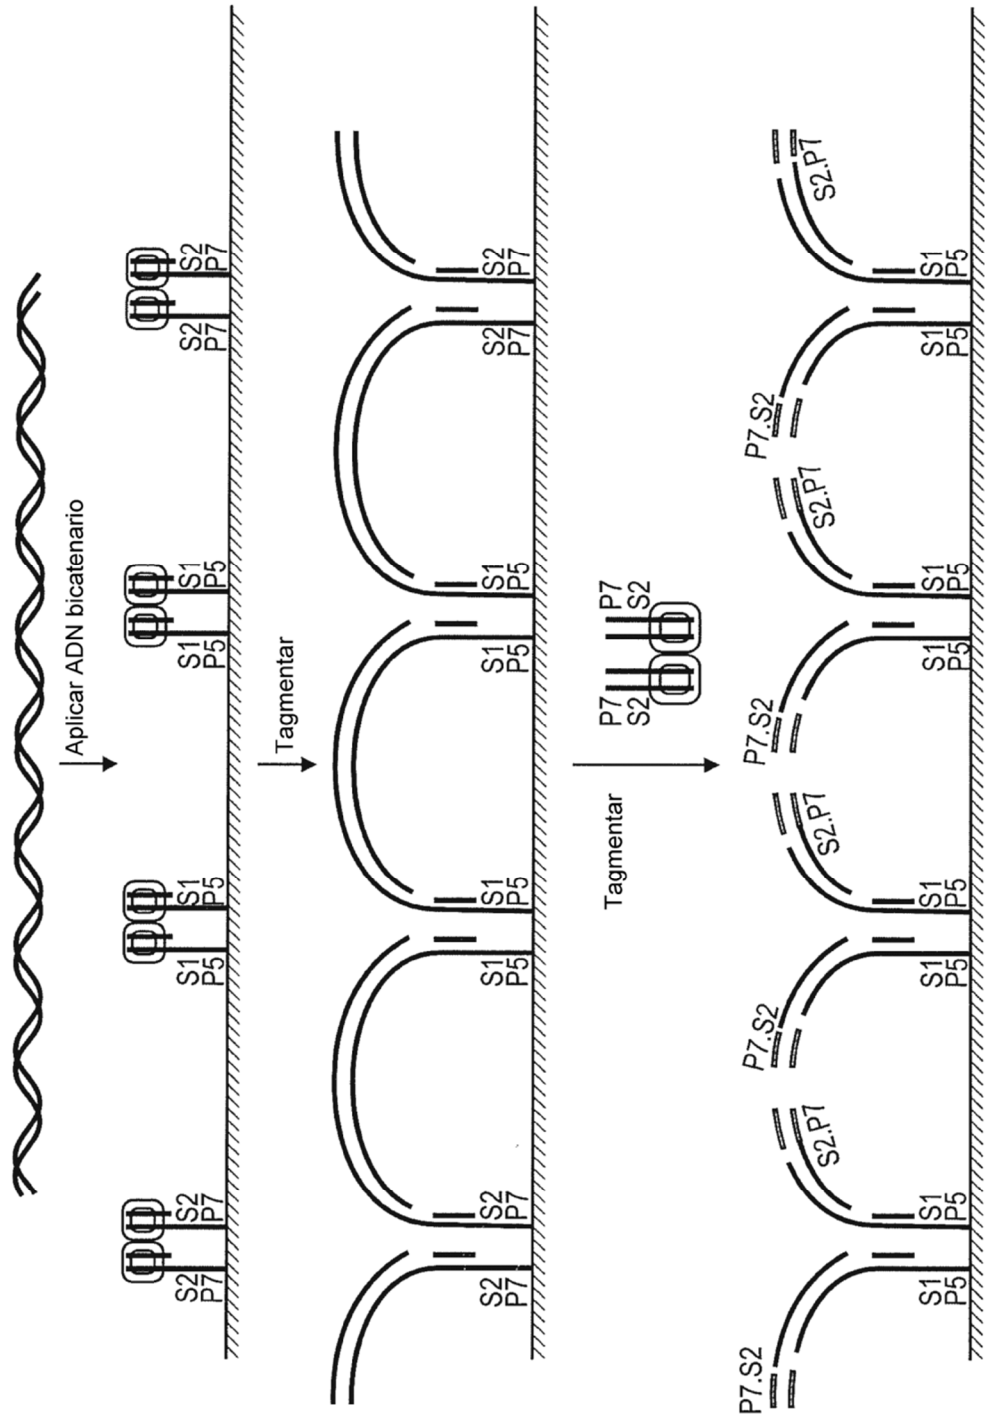 Aplicar ADN bicatenario
S2 S2 S1 S1 S1 S1 S2 S2
P7 P7 P5 P5 P5 P5 P7 P7
Tagmentar
S2 S2 S1 S1 S1 S1 S2 S2
P7 P7 P5 P5 P5 P5 P7 P7
Tagmentar
P7 P7
S2 S2
P7.S2 S2.P7 P7.S2 S2.P7 P7.S2 S2.P7 P7.S2 S2.P7
S1 S1 S1 S1 S1 S1 S1 S1
P5 P5 P5 P5 P5 P5 P5 P5